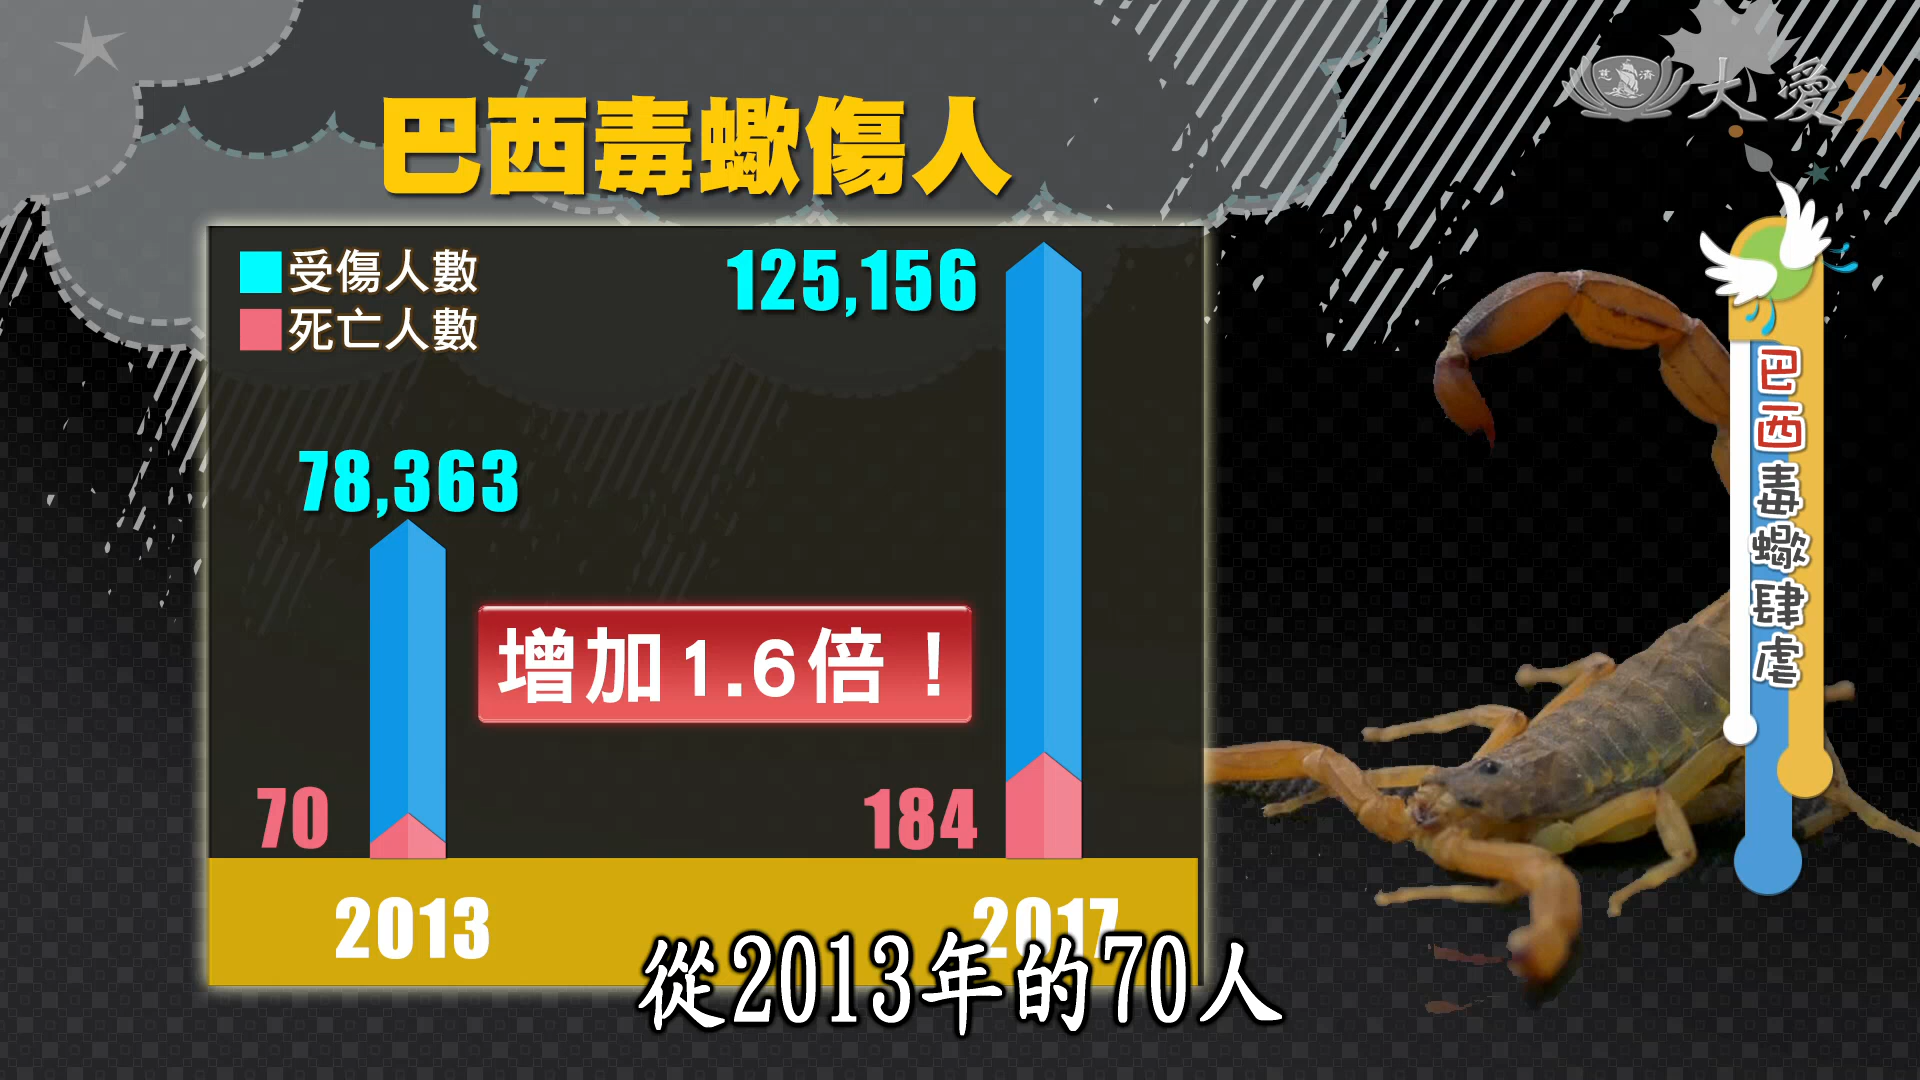 慈濟
大愛
巴西毒蠍傷人
受傷人數
死亡人數
125,156
78,363
增加1.6倍！
70
184
2013
2017
從2013年的70人
巴西毒蠍肆虐